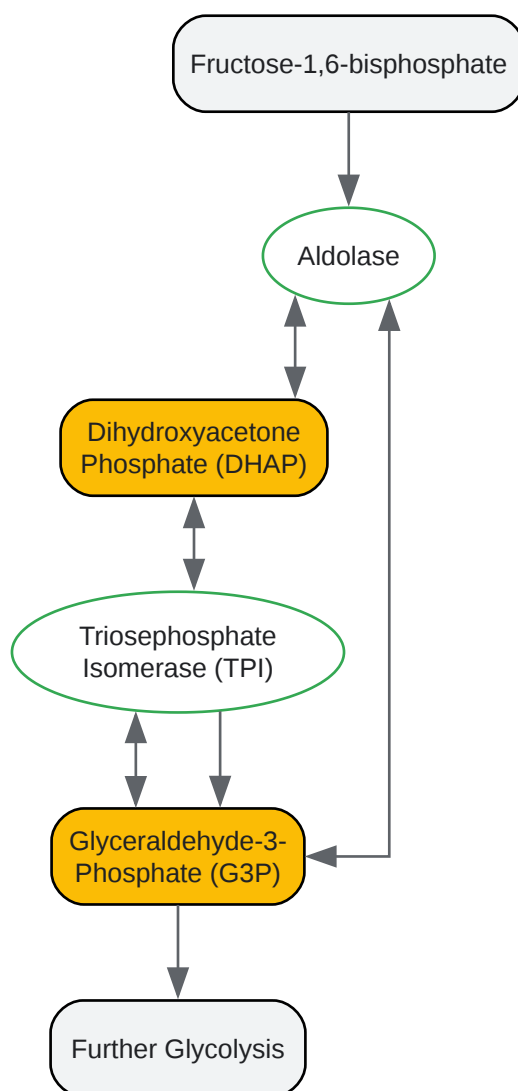 Fructose-1,6-bisphosphate
Aldolase
Dihydroxyacetone
Phosphate (DHAP)
Triosephosphate
Isomerase (TPI)
Glyceraldehyde-3-
Phosphate (G3P)
Further Glycolysis